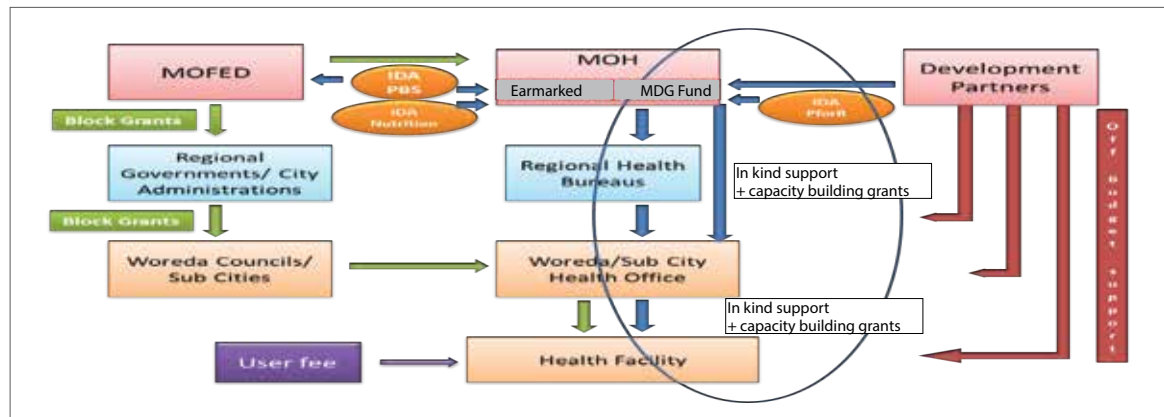 MOFED
IDA
PBS
IDA
Nutrition
MOH
Earmarked
MDG Fund
IDA
PforR
Development
Partners
Block Grants
Regional
Governments/ City
Administrations
Regional Health
Bureaus
In kind support
+ capacity building grants
Off Budget support
Block Grants
Woreda Councils/
Sub Cities
Woreda/Sub City
Health Office
In kind support
+ capacity building grants
User fee
Health Facility